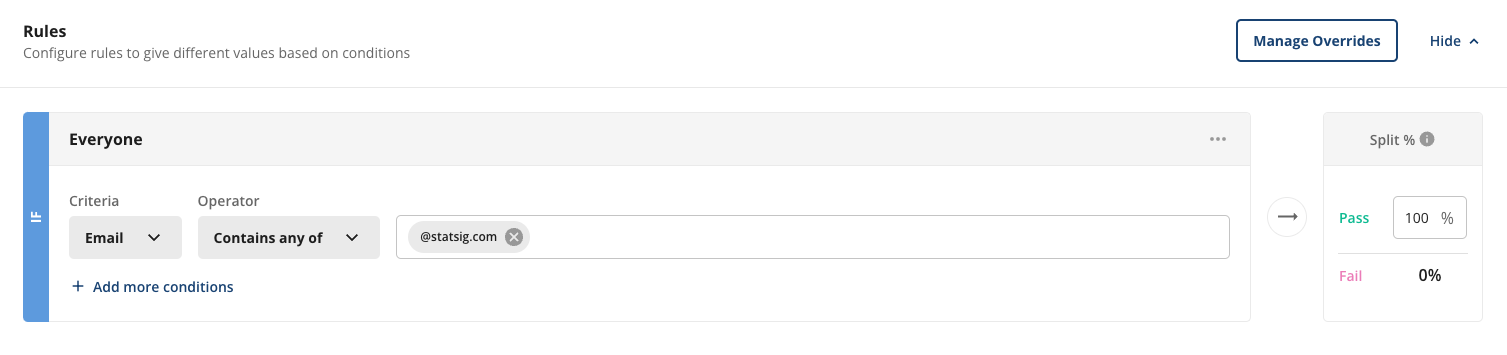 Rules
Configure rules to give different values based on conditions
Manage Overrides
Hide
Everyone
Split %
IF
Criteria
Operator
Email
Contains any of
@statsig.com
Add more conditions
Pass
100 %
Fail
0%